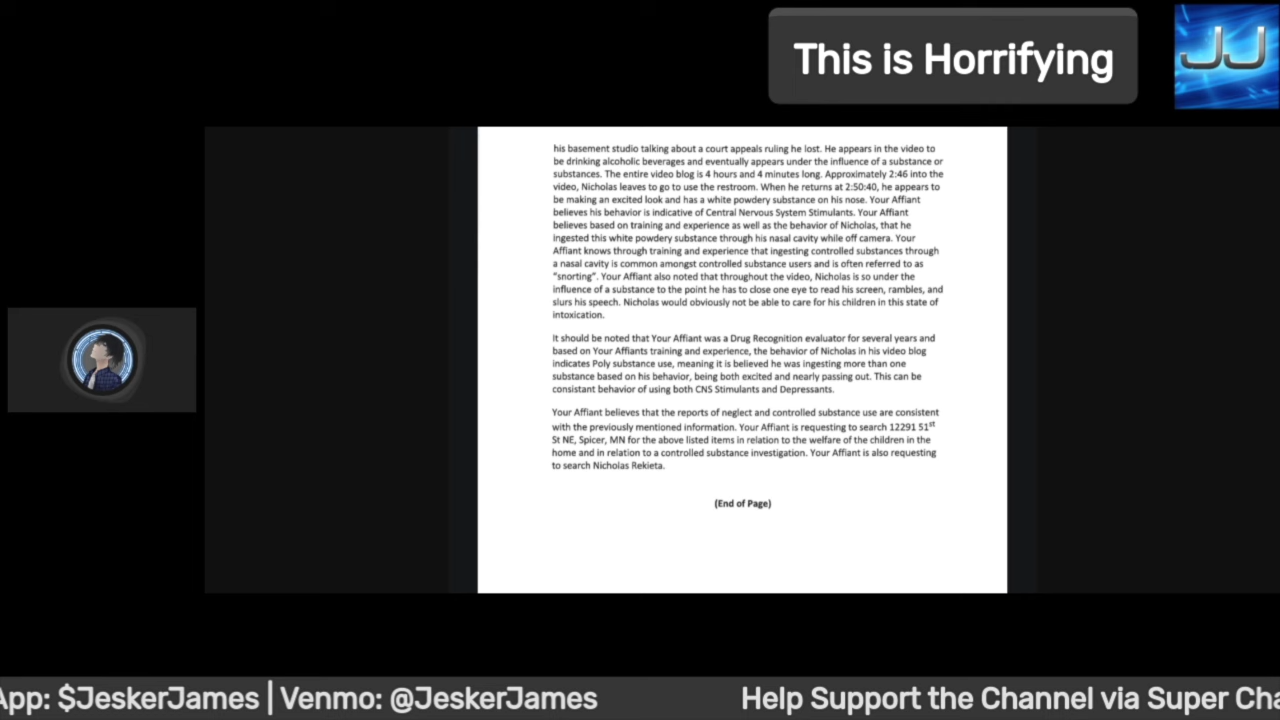 This is Horrifying
JJ
his basement studio talking about a court appeals ruling he lost. He appears in the video to
be drinking alcoholic beverages and eventually appears under the influence of a substance or
substances. The entire video blog is 4 hours and 4 minutes long. Approximately 2:46 into the
video, Nicholas leaves to go to use the restroom. When he returns at 2:50:40, he appears to
be making an excited look and has a white powdery substance on his nose. Your Affiant
believes his behavior is indicative of Central Nervous System Stimulants. Your Affiant
believes based on training and experience as well as the behavior of Nicholas, that he
ingested this white powdery substance through his nasal cavity while off camera. Your
Affiant knows through training and experience that ingesting controlled substances through
a nasal cavity is common amongst controlled substance users and is often referred to as
“snorting”. Your Affiant also noted that throughout the video, Nicholas is so under the
influence of a substance to the point he has to close one eye to read his screen, rambles, and
slurs his speech. Nicholas would obviously not be able to care for his children in this state of
intoxication.
It should be noted that Your Affiant was a Drug Recognition evaluator for several years and
based on Your Affiants training and experience, the behavior of Nicholas in his video blog
indicates Poly substance use, meaning it is believed he was ingesting more than one
substance based on his behavior, being both excited and nearly passing out. This can be
consistant behavior of using both CNS Stimulants and Depressants.
Your Affiant believes that the reports of neglect and controlled substance use are consistent
with the previously mentioned information. Your Affiant is requesting to search 12291 51st
St NE, Spicer, MN for the above listed items in relation to the welfare of the children in the
home and in relation to a controlled substance investigation. Your Affiant is also requesting
to search Nicholas Rekieta.
(End of Page)
App: $JeskerJames | Venmo: @JeskerJames Help Support the Channel via Super Cha